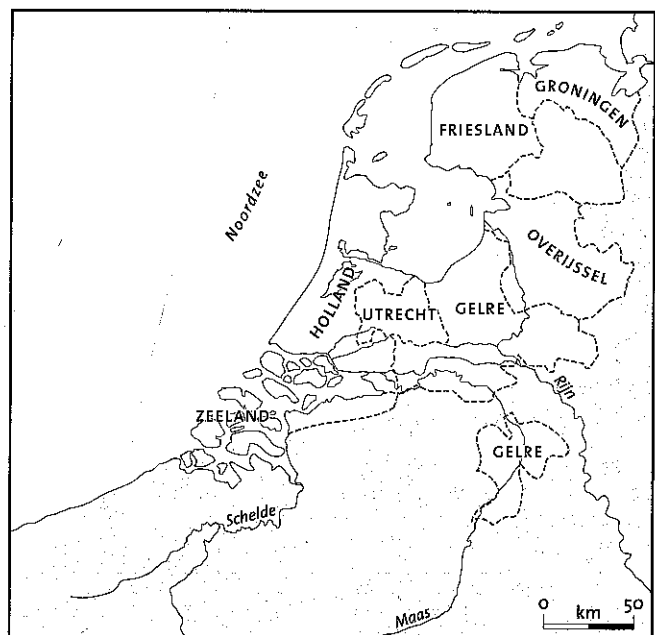 GRONINGEN
FRIESLAND
Noordzee
OVERIJSSEL
HOLLAND
UTRECHT
GELRE
Rijn
ZEELAND
GELRE
Schelde
Maas
0 km 50